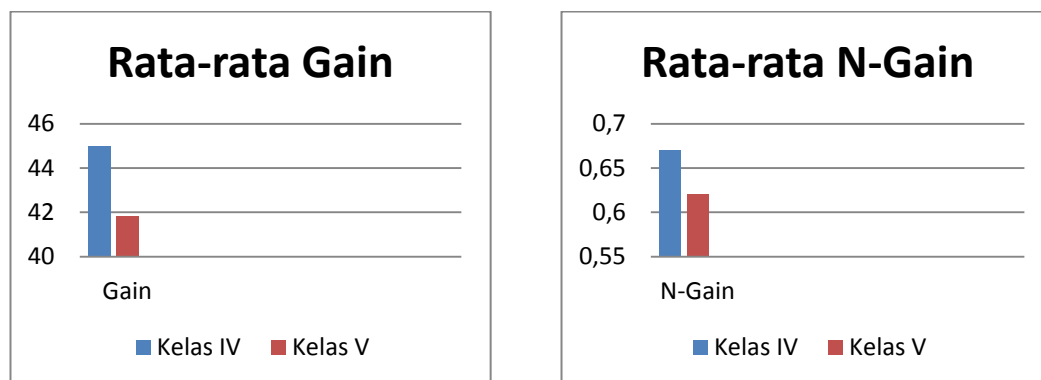 Rata-rata Gain
46
44
42
40
Gain
Kelas IV Kelas V
Rata-rata N-Gain
0,7
0,65
0,6
0,55
N-Gain
Kelas IV Kelas V